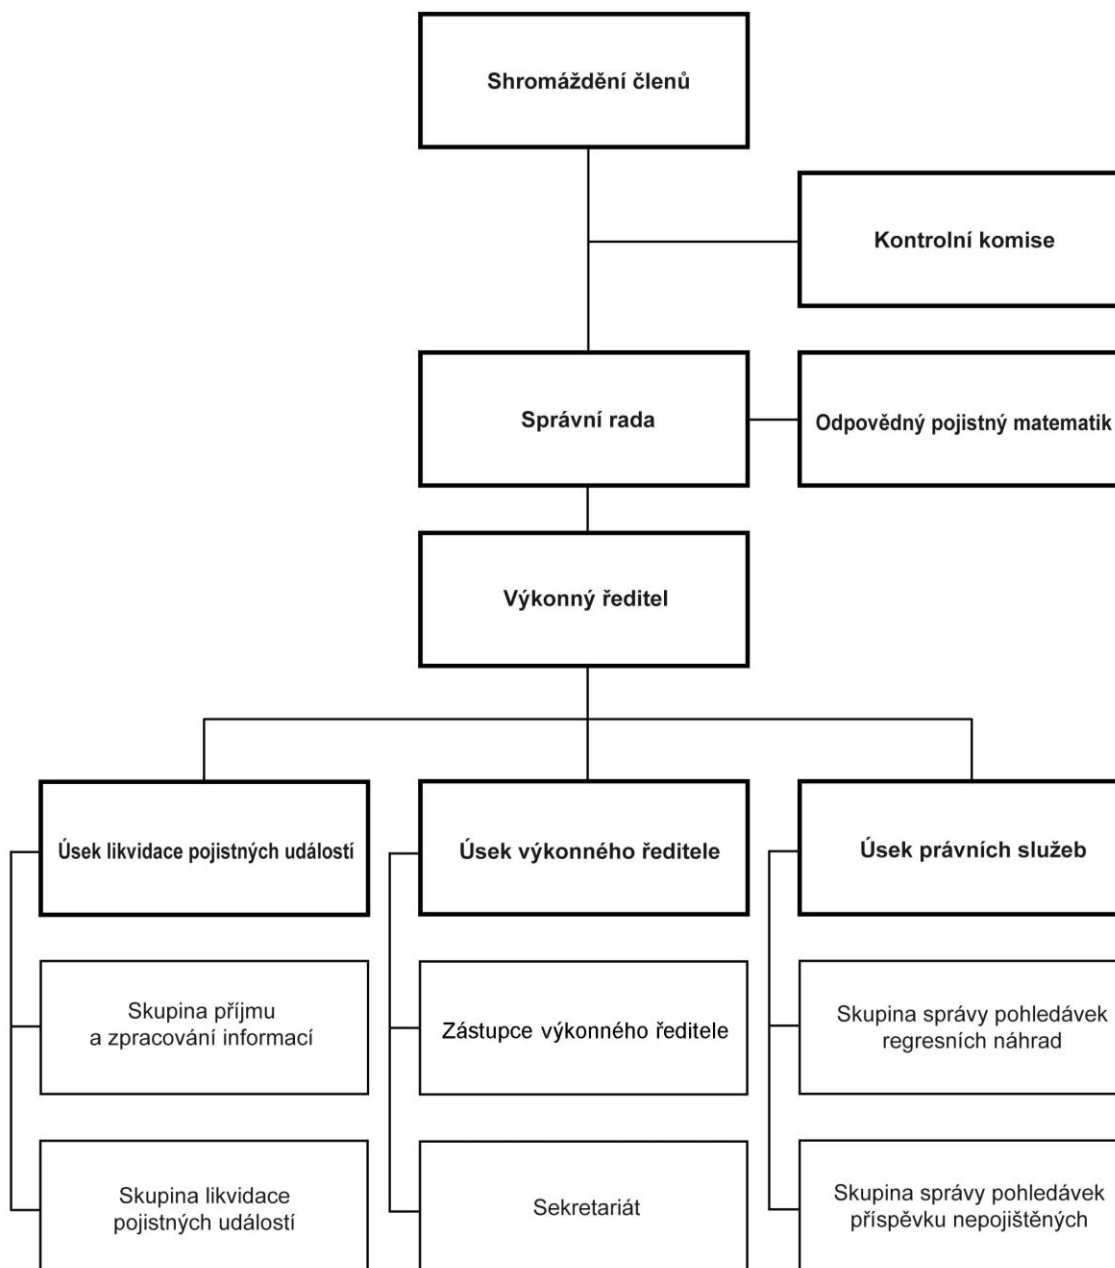 Shromáždění členů
Kontrolní komise
Správní rada
Odpovědný pojistný matematik
Výkonný ředitel
Úsek likvidace pojistných událostí
Úsek výkonného ředitele
Úsek právních služeb
Skupina příjmu
a zpracování informací
Zástupce výkonného ředitele
Skupina správy pohledávek
regresních náhrad
Skupina likvidace
pojistných událostí
Sekretariát
Skupina správy pohledávek
příspěvku nepojištěných